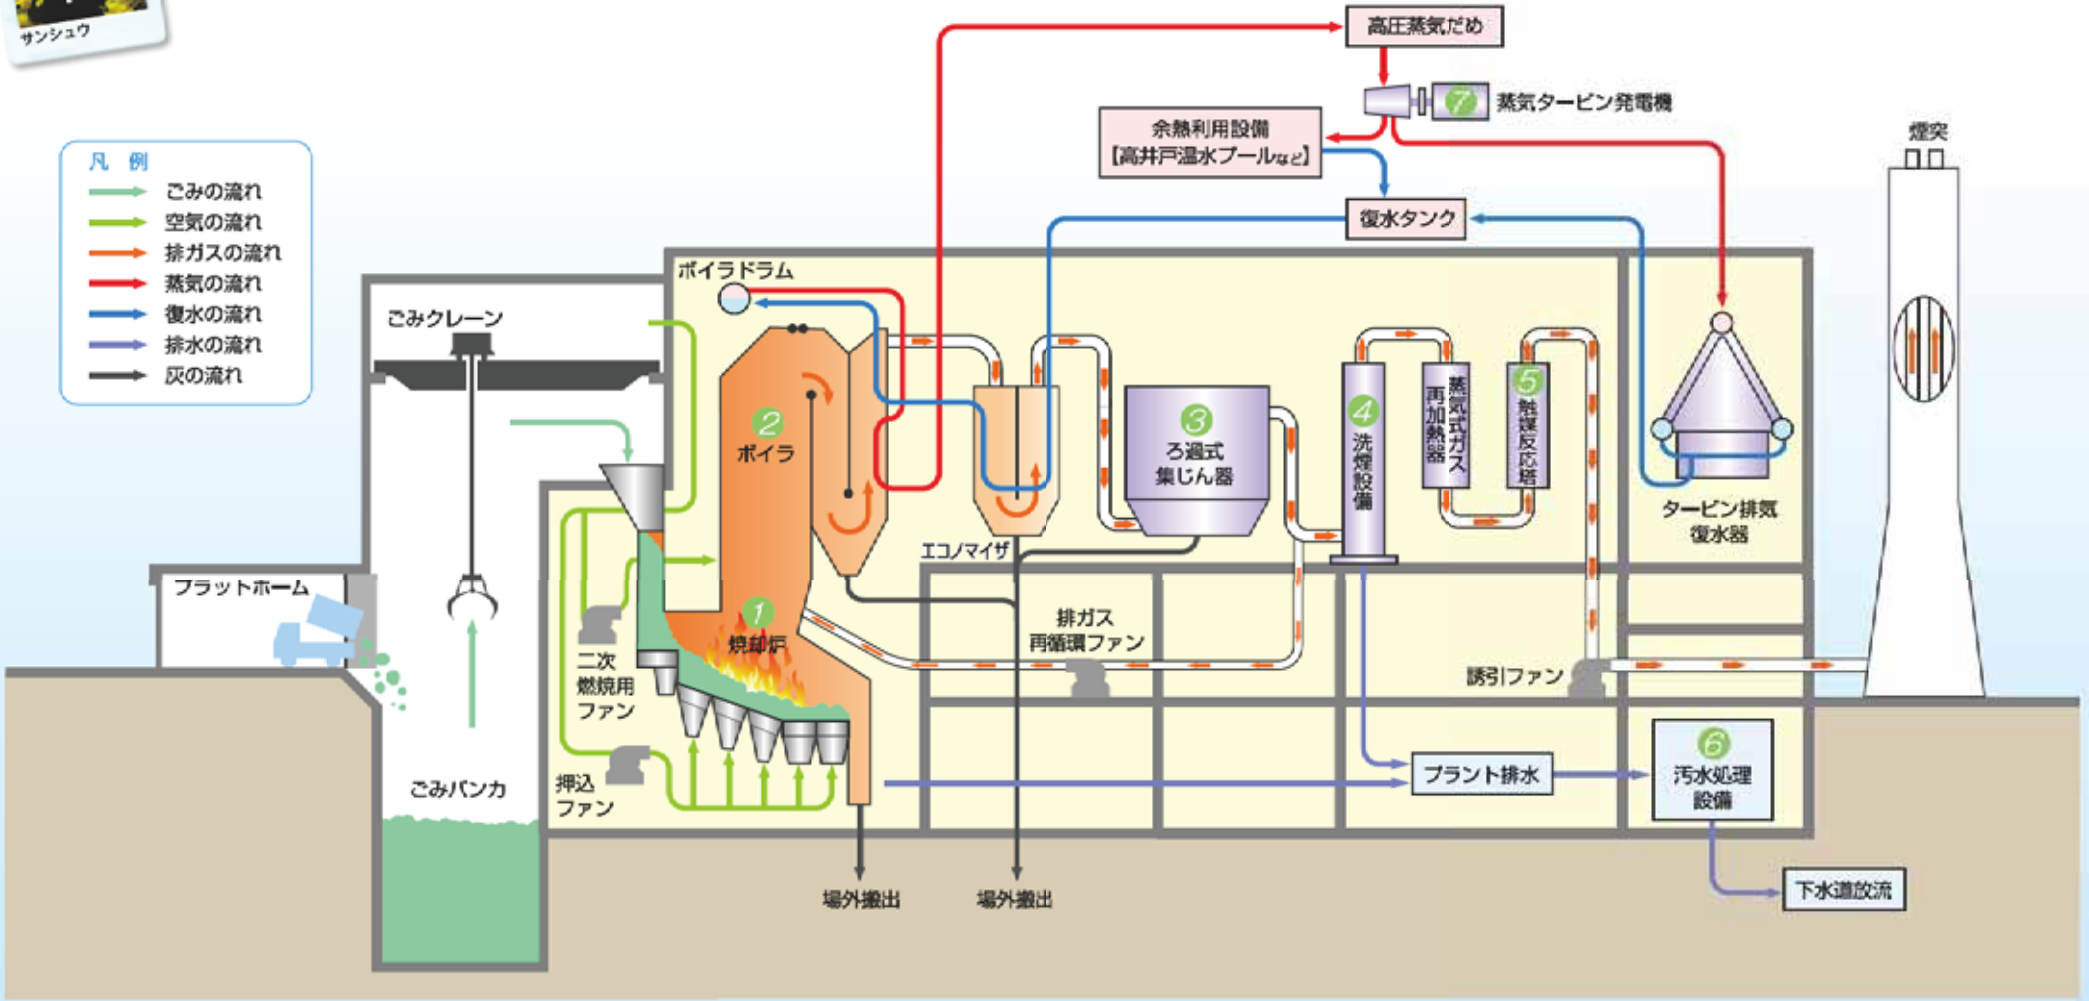 サンシュウ
凡 例
ごみの流れ
空気の流れ
排ガスの流れ
蒸気の流れ
復水の流れ
排水の流れ
灰の流れ
高圧蒸気だめ
7
蒸気タービン発電機
余熱利用設備
【高井戸温水プールなど】
復水タンク
煙突
ボイラドラム
ごみクレーン
2
ボイラ
3
ろ過式
集じん器
4
洗煙設備
蒸気式ガス
再加熱器
5
触媒反応塔
タービン排気
復水器
エコノマイザ
プラットホーム
1
焼却炉
排ガス
再循環ファン
二次
燃焼用
ファン
誘引ファン
ごみバンカ
押込
ファン
プラント排水
6
汚水処理
設備
場外搬出
場外搬出
下水道放流